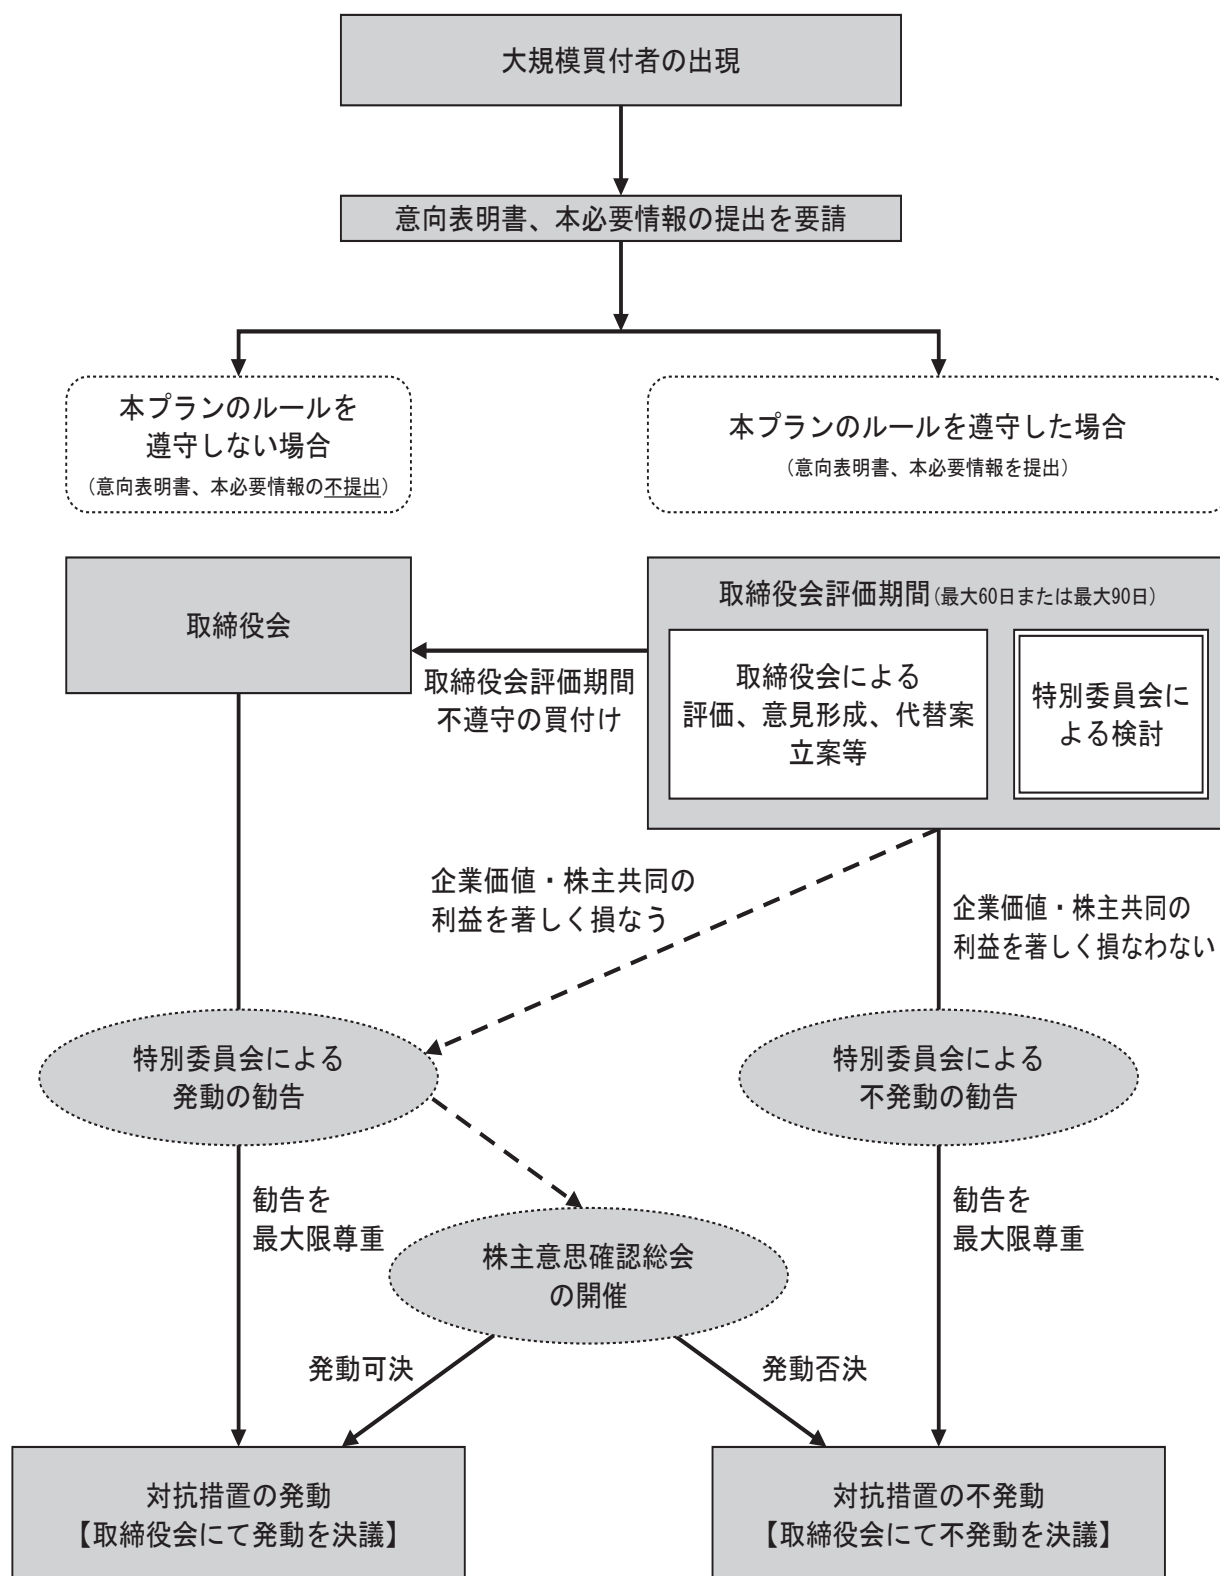 大規模買付者の出現
意向表明書、本必要情報の提出を要請
本プランのルールを
遵守しない場合
（意向表明書、本必要情報の不提出）
本プランのルールを遵守した場合
（意向表明書、本必要情報を提出）
取締役会
取締役会評価期間（最大60日または最大90日）
取締役会による
評価、意見形成、代替案
立案等
特別委員会に
よる検討
取締役会評価期間
不遵守の買付け
企業価値・株主共同の
利益を著しく損なう
企業価値・株主共同の
利益を著しく損なわない
特別委員会による
発動の勧告
特別委員会による
不発動の勧告
勧告を
最大限尊重
株主意思確認総会
の開催
勧告を
最大限尊重
発動可決
発動否決
対抗措置の発動
【取締役会にて発動を決議】
対抗措置の不発動
【取締役会にて不発動を決議】